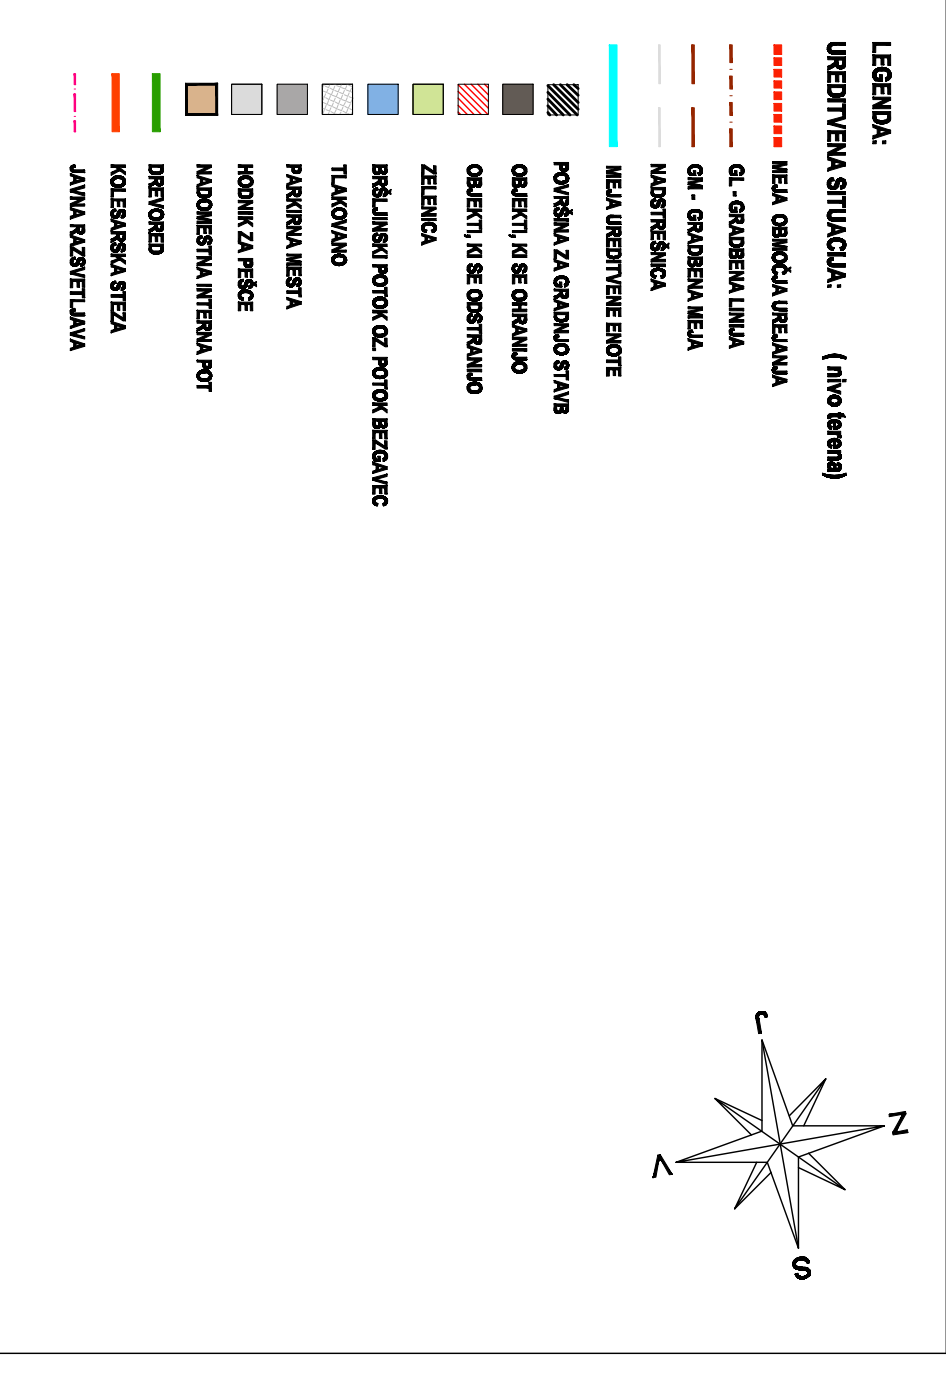 LEGENDA:
UREDITVENA SITUACIJA: ( nivo terena)
MEJA OBMOČJA UREJANJA
GL - GRADBENA LINIJA
GM - GRADBENA MEJA
NADSTREŠNICA
MEJA UREDITVENE ENOTE
POVRŠINA ZA GRADNJO STAVB
OBJEKTI, KI SE OHRANIJO
OBJEKTI, KI SE ODSTRANIJO
ZELENICA
BRŠLJINSKI POTOK OZ. POTOK BEZGAVEC
TLAKOVANO
PARKIRNA MESTA
HODNIK ZA PEŠCE
NADOMESTNA INTERNA POT
DREVORED
KOLESARSKA STEZA
JAVNA RAZSVETLJAVA
J
Z
V
S